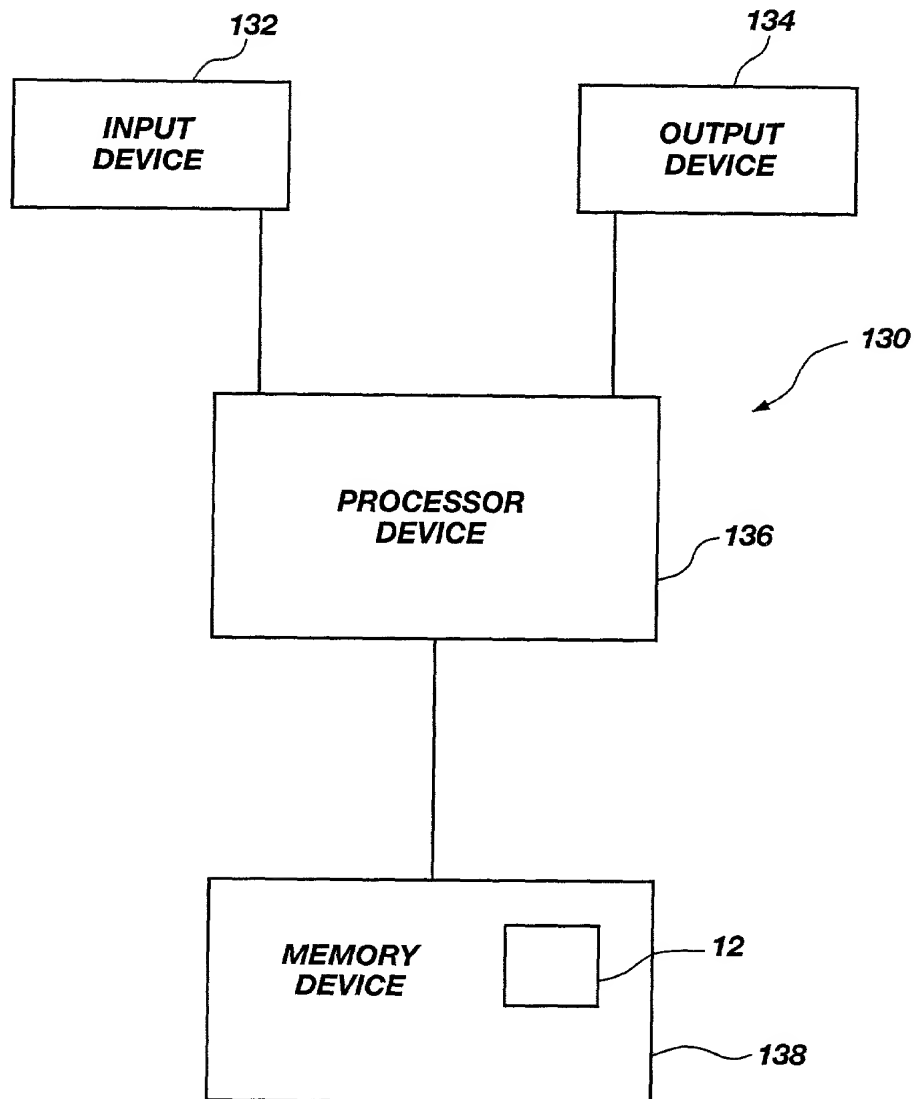 132
134
INPUT
DEVICE
OUTPUT
DEVICE
130
PROCESSOR
DEVICE
136
MEMORY
DEVICE
12
138